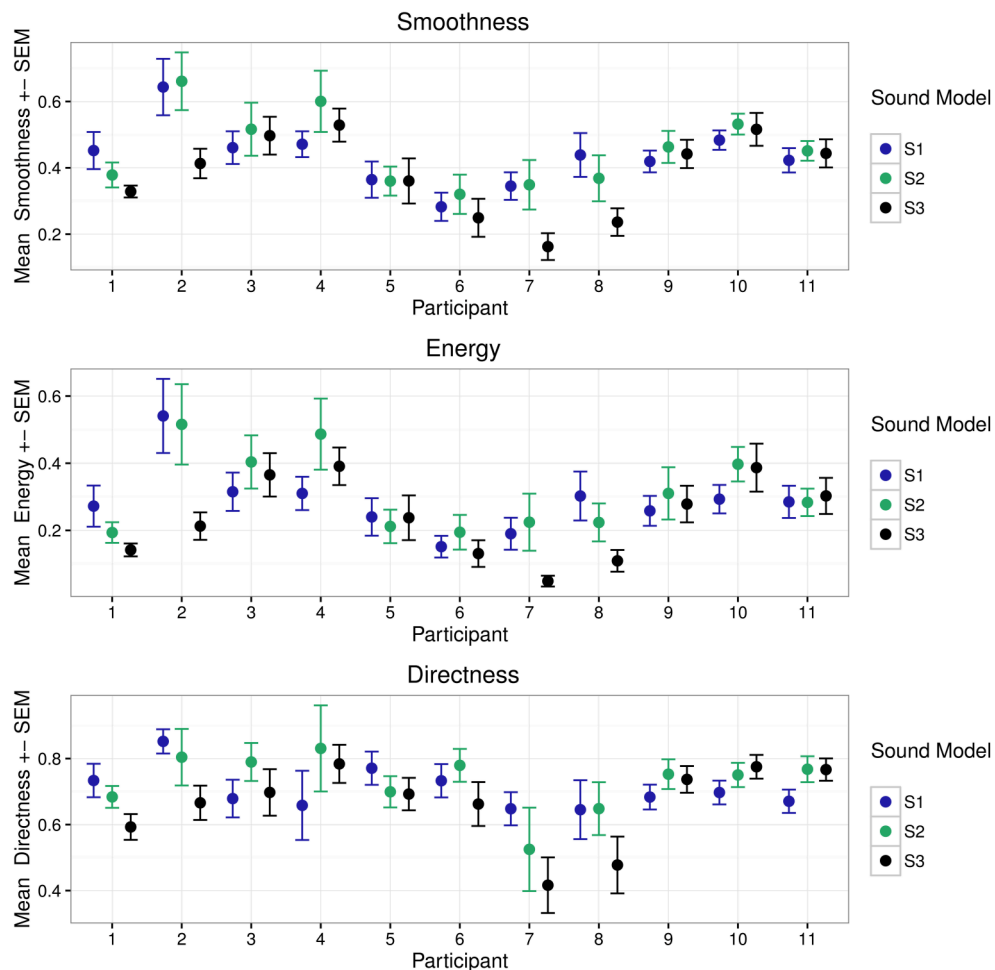 Smoothness
Mean Smoothness +− SEM
0.6
0.4
0.2
1 2 3 4 5 6 7 8 9 10 11
Participant
Sound Model
S1
S2
S3
Energy
Mean Energy +− SEM
0.6
0.4
0.2
1 2 3 4 5 6 7 8 9 10 11
Participant
Sound Model
S1
S2
S3
Directness
Mean Directness +− SEM
0.8
0.6
0.4
1 2 3 4 5 6 7 8 9 10 11
Participant
Sound Model
S1
S2
S3